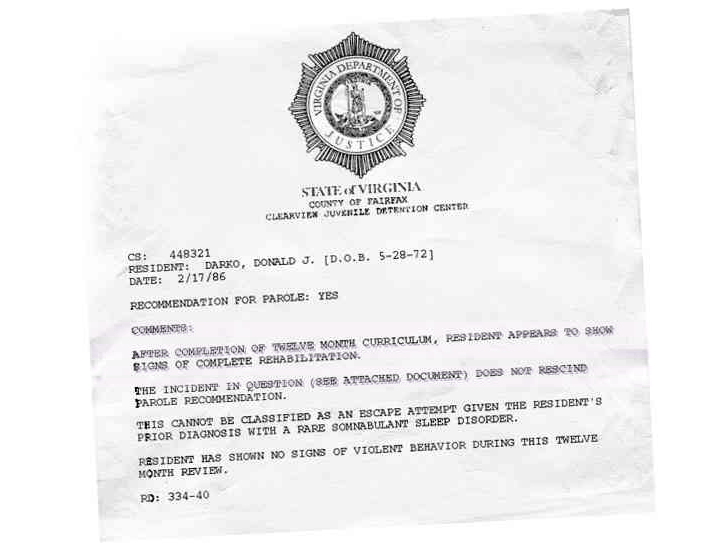 VIRGINIA DEPARTMENT OF
JUSTICE
STATE of VIRGINIA
COUNTY OF FAIRFAX
CLEARVIEW JUVENILE DETENTION CENTER
CS: 448321
RESIDENT: DARKO, DONALD J. [D.O.B. 5-28-72]
DATE: 2/17/86
RECOMMENDATION FOR PAROLE: YES
COMMENTS:
AFTER COMPLETION OF TWELVE MONTH CURRICULUM, RESIDENT APPEARS TO SHOW
SIGNS OF COMPLETE REHABILITATION.
THE INCIDENT IN QUESTION (SEE ATTACHED DOCUMENT) DOES NOT RESCIND
PAROLE RECOMMENDATION.
THIS CANNOT BE CLASSIFIED AS AN ESCAPE ATTEMPT GIVEN THE RESIDENT'S
PRIOR DIAGNOSIS WITH A RARE SOMNABULANT SLEEP DISORDER.
RESIDENT HAS SHOWN NO SIGNS OF VIOLENT BEHAVIOR DURING THIS TWELVE
MONTH REVIEW.
RD: 334-40